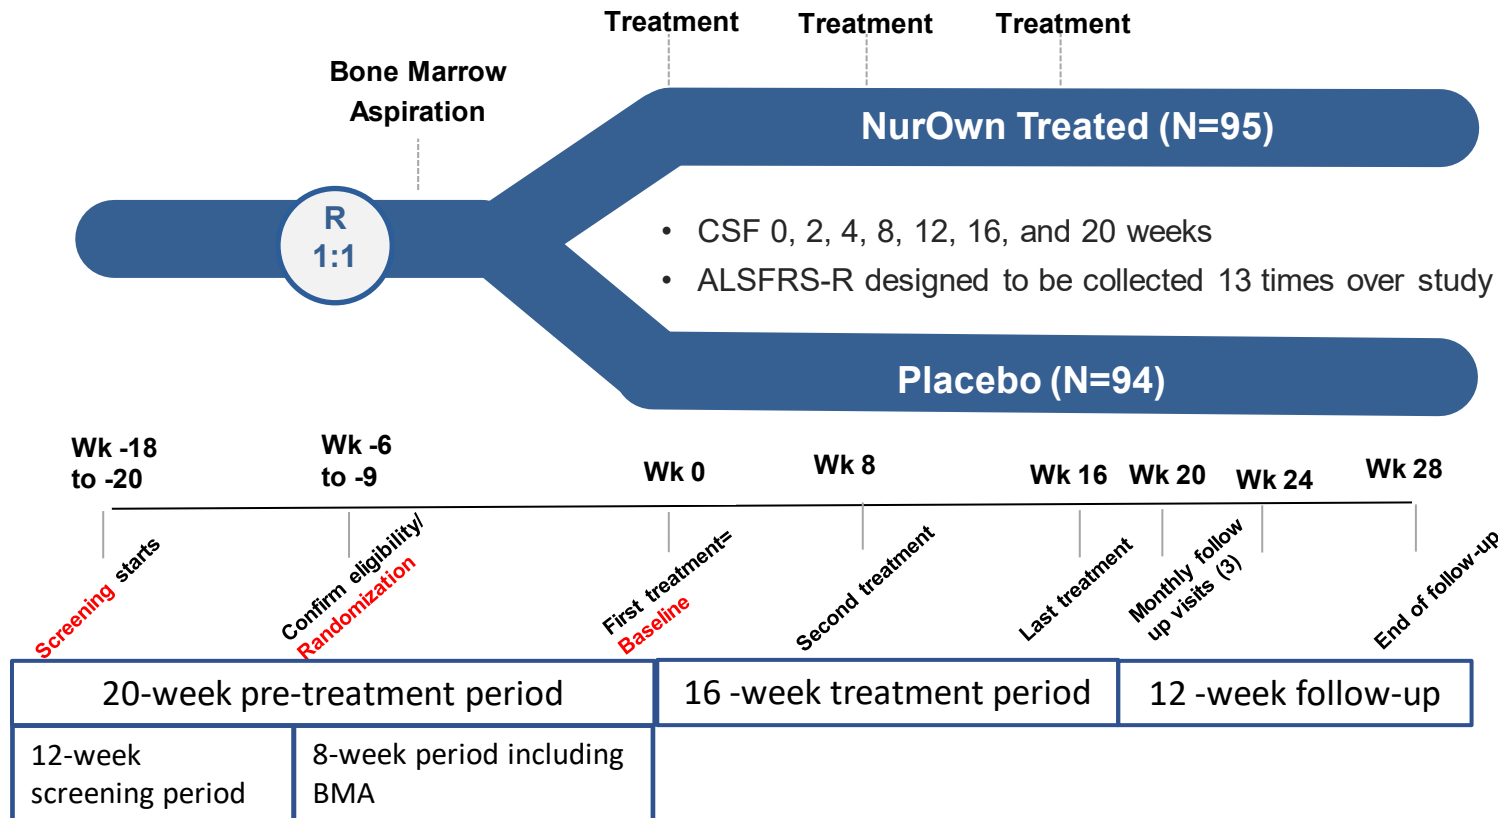 Treatment
Treatment
Treatment
Bone Marrow
Aspiration
NurOwn Treated (N=95)
R
1:1
• CSF 0, 2, 4, 8, 12, 16, and 20 weeks
• ALSFRS-R designed to be collected 13 times over study
Placebo (N=94)
Wk -18
to -20
Wk -6
to -9
Wk 0
Wk 8
Wk 16
Wk 20
Wk 24
Wk 28
Screening starts
Confirm eligibility/
Randomization
First treatment=
Baseline
Second treatment
Last treatment
Monthly follow
up visits (3)
End of follow-up
20-week pre-treatment period
16 -week treatment period
12 -week follow-up
12-week
screening period
8-week period including
BMA